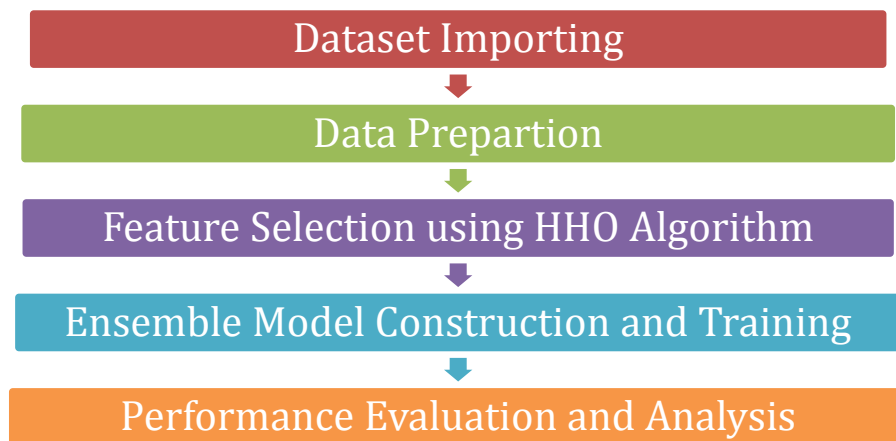 Dataset Importing
Data Prepartion
Feature Selection using HHO Algorithm
Ensemble Model Construction and Training
Performance Evaluation and Analysis